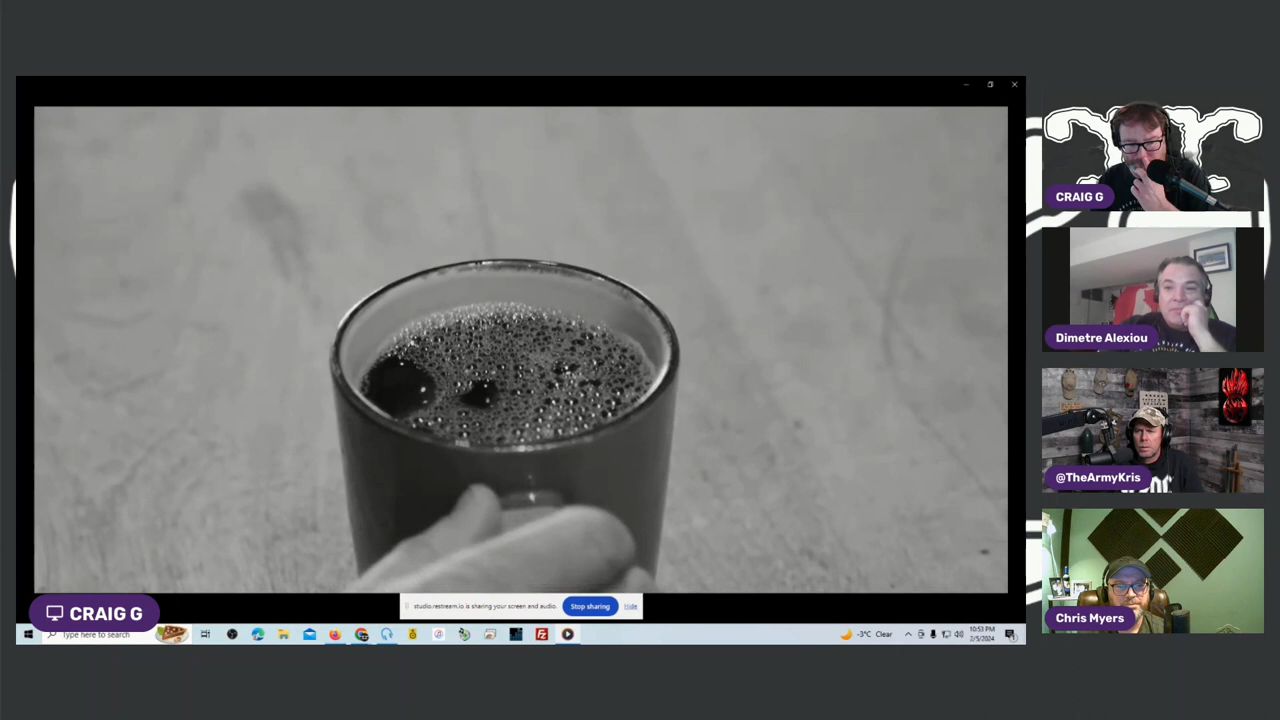 CRAIG G
Dimetre Alexiou
@TheArmyKris
Chris Myers
studio.restream.io is sharing your screen and audio.
Stop sharing
Hide
CRAIG G
Type here to search
-3°C Clear
10:53 PM
2/5/2024